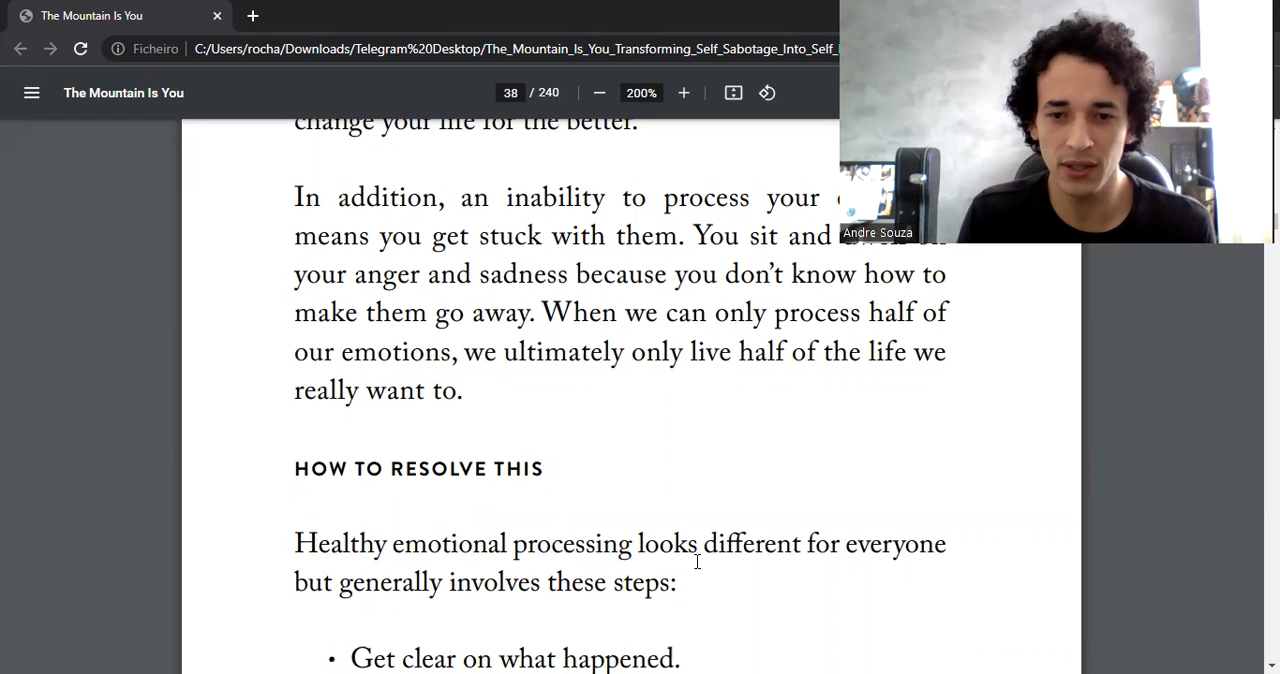 The Mountain Is You
Ficheiro
C:/Users/rocha/Downloads/Telegram%20Desktop/The_Mountain_Is_You_Transforming_Self_Sabotage_Into_Self_
The Mountain Is You
38 / 240
200%
change your life for the better.
In addition, an inability to process your
means you get stuck with them. You sit and
your anger and sadness because you don’t know how to
make them go away. When we can only process half of
our emotions, we ultimately only live half of the life we
really want to.
HOW TO RESOLVE THIS
Healthy emotional processing looks different for everyone
but generally involves these steps:
• Get clear on what happened.
Andre Souza